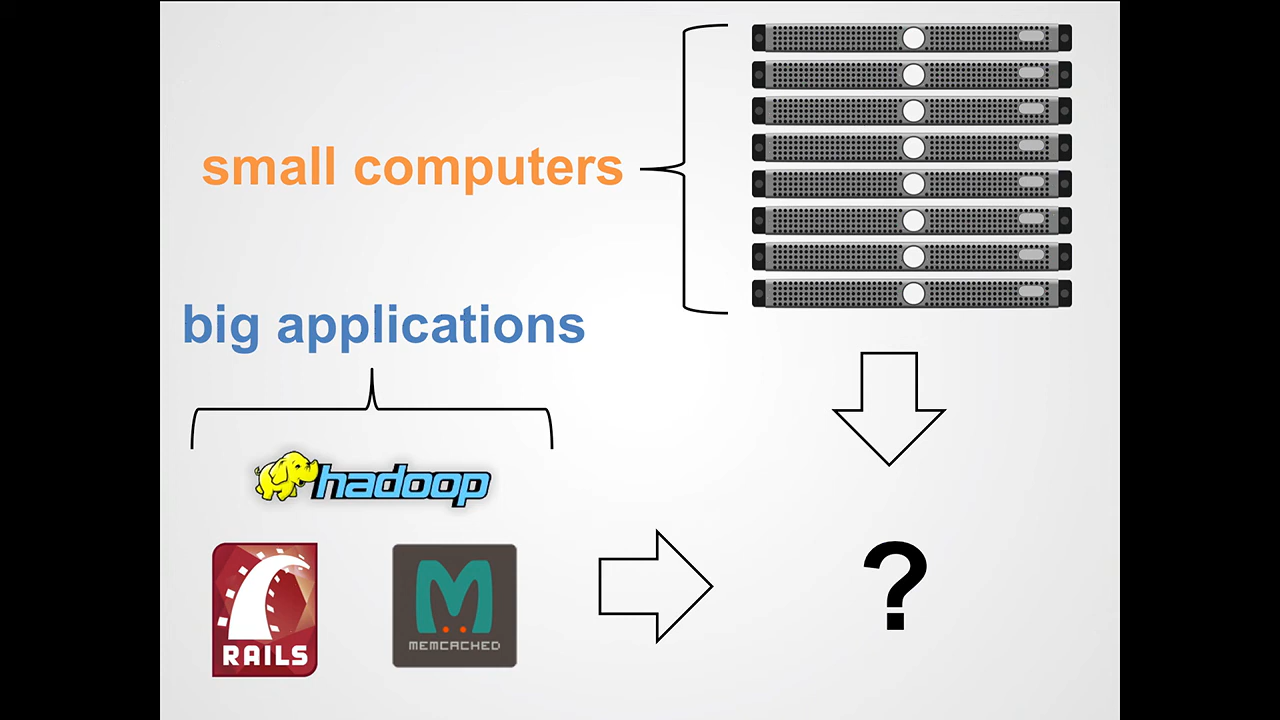 small computers
big applications
hadoop
RAILS
MEMCACHED
?